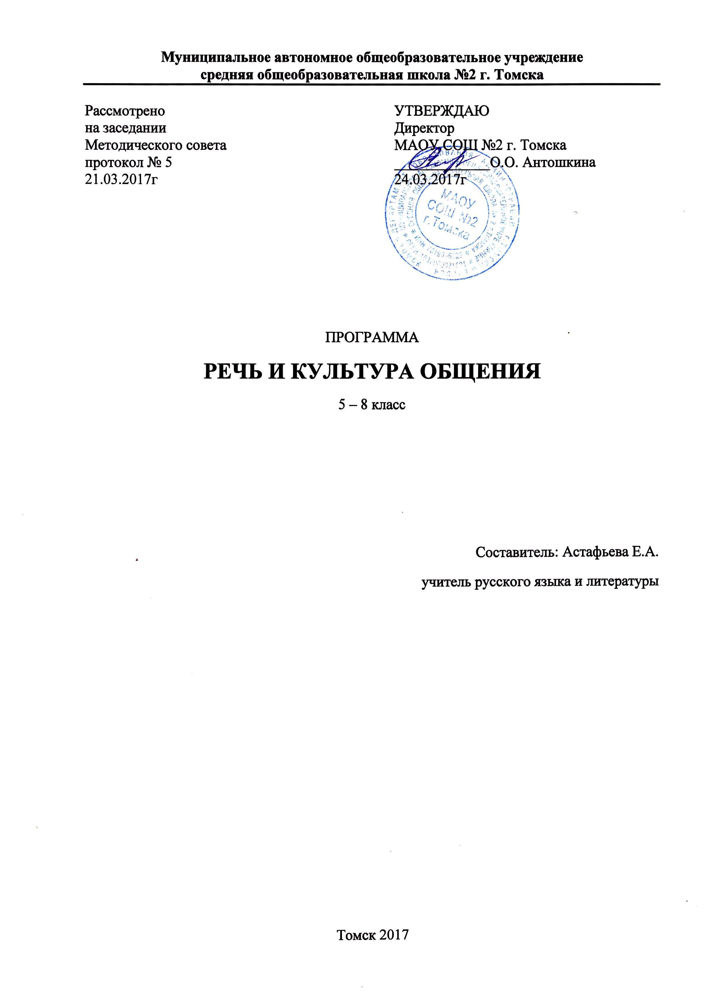 Муниципальное автономное общеобразовательное учреждение
средняя общеобразовательная школа №2 г. Томска
Рассмотрено
на заседании
Методического совета
протокол № 5
21.03.2017г
УТВЕРЖДАЮ
Директор
МАОУ СОШ №2 г. Томска
О.О. Антошкина
24.03.2017г
МАОУ
СОШ №2
г. Томска
ПРОГРАММА
РЕЧЬ И КУЛЬТУРА ОБЩЕНИЯ
5 – 8 класс
Составитель: Астафьева Е.А.
учитель русского языка и литературы
Томск 2017